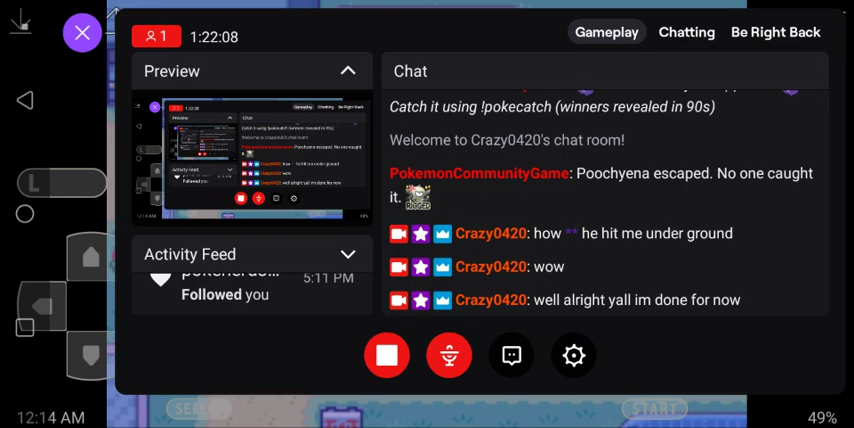 1
1:22:08
Gameplay
Chatting
Be Right Back
Preview
Chat
Catch it using !pokecatch (winners revealed in 90s)
Welcome to Crazy0420's chat room!
PokemonCommunityGame: Poochyena escaped. No one caught
it.
RIGGED
Crazy0420: how ** he hit me under ground
Crazy0420: wow
Crazy0420: well alright yall im done for now
Activity Feed
5:11 PM
Followed you
L
SELECT
START
12:14 AM
49%